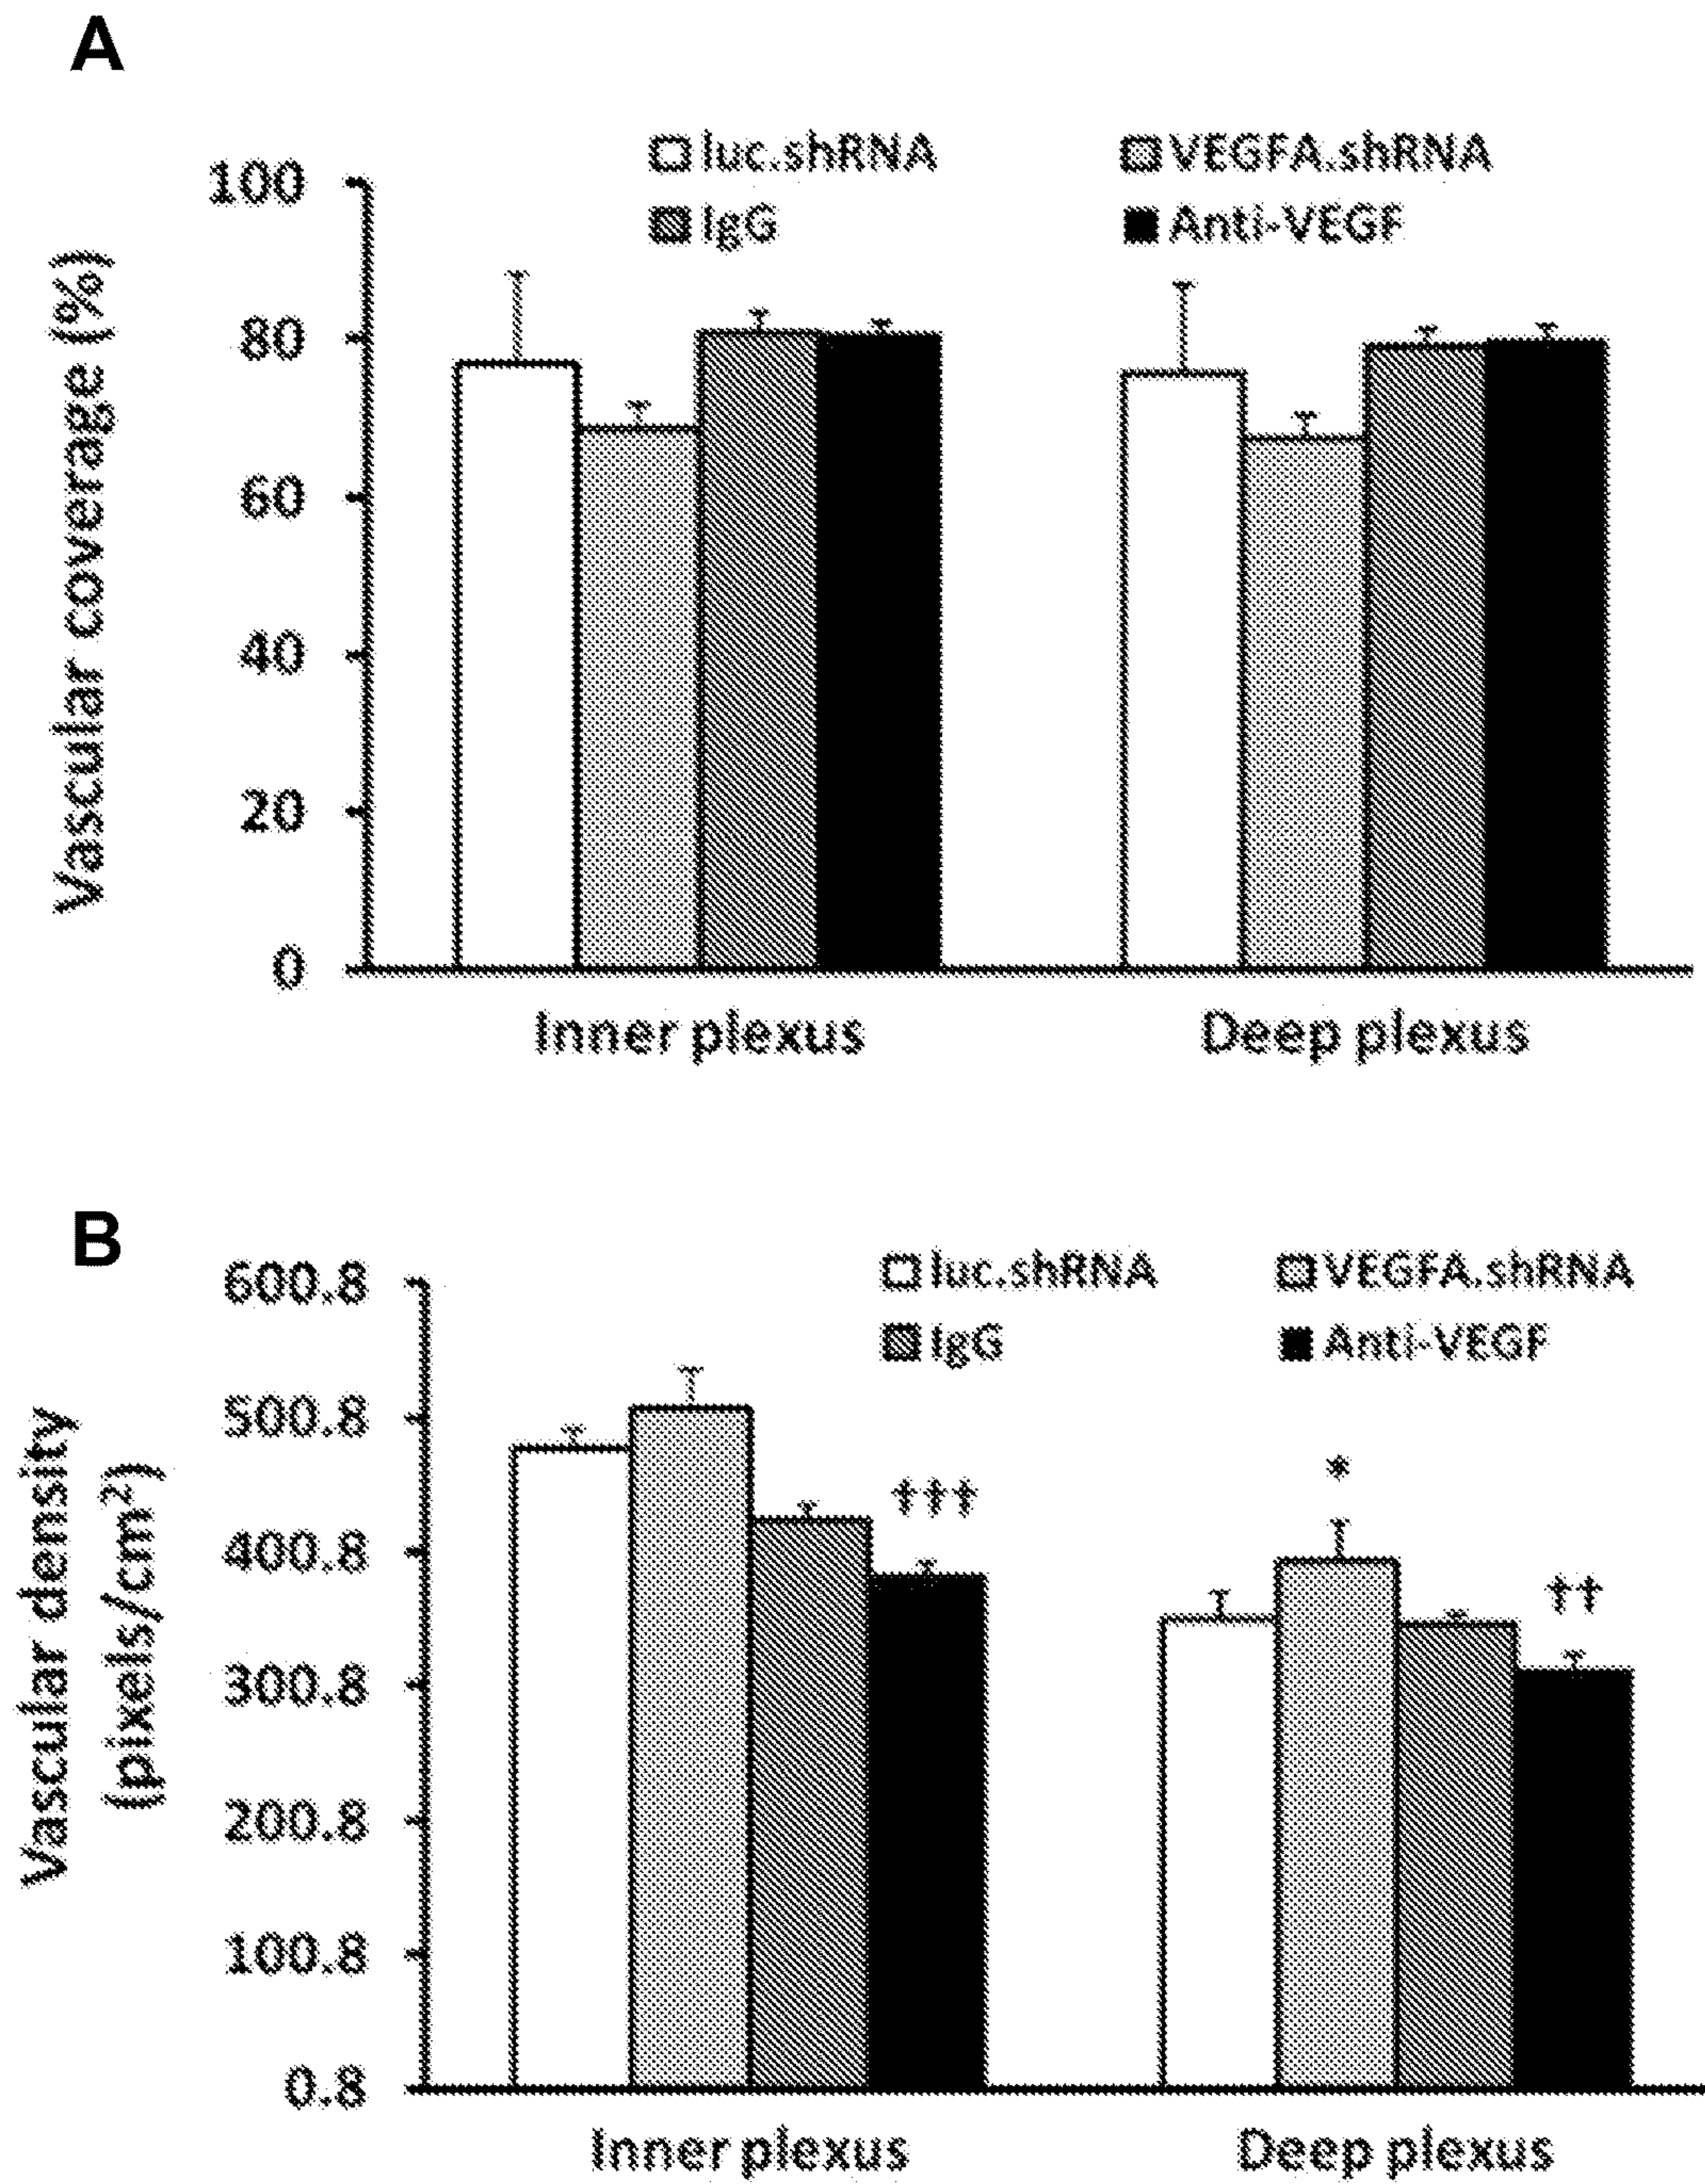 A
luc.shRNA VEGFA.shRNA
IgG Anti-VEGF
Vascular coverage (%)
100
80
60
40
20
0
Inner plexus Deep plexus
B
luc.shRNA VEGFA.shRNA
IgG Anti-VEGF
Vascular density
(pixels/cm²)
600.8
500.8
400.8
300.8
200.8
100.8
0.8
†††
*
††
Inner plexus Deep plexus